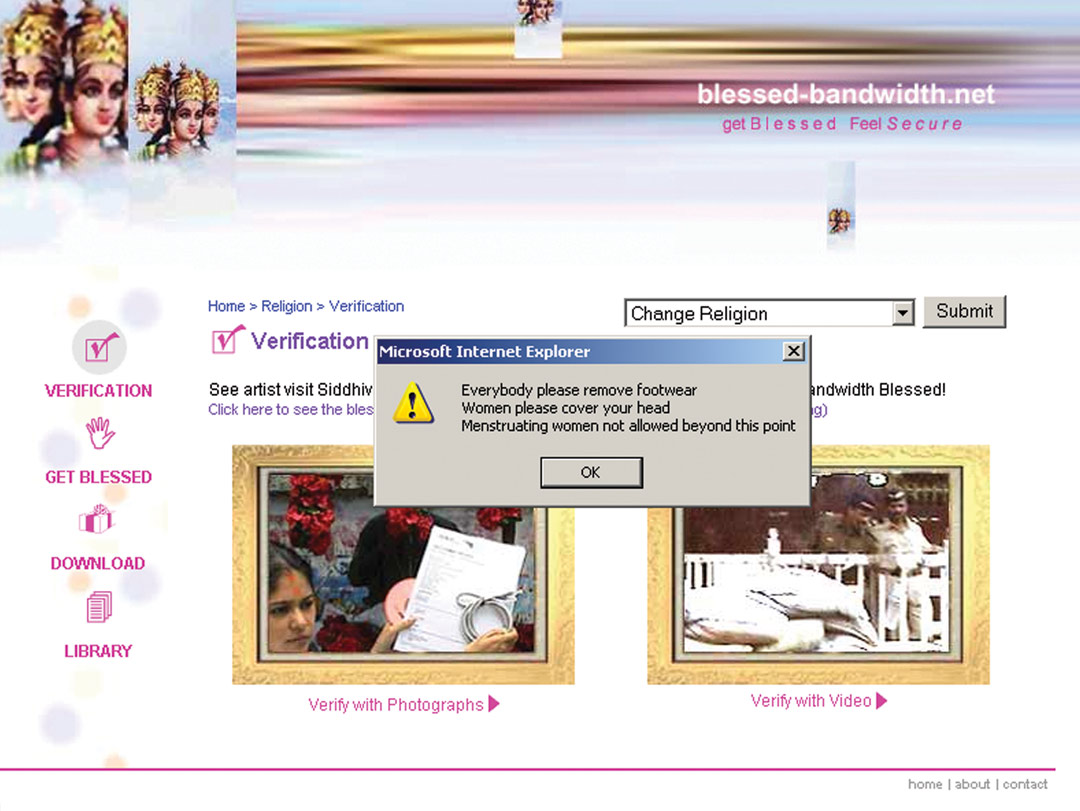 blessed-bandwidth.net
get Blessed Feel Secure
Home > Religion > Verification
Change Religion
Submit
Verification
Microsoft Internet Explorer
Everybody please remove footwear
Women please cover your head
Menstruating women not allowed beyond this point
OK
See artist visit Siddhiv andwidth Blessed!
Click here to see the bles g)
VERIFICATION
GET BLESSED
DOWNLOAD
LIBRARY
Verify with Photographs
Verify with Video
home | about | contact